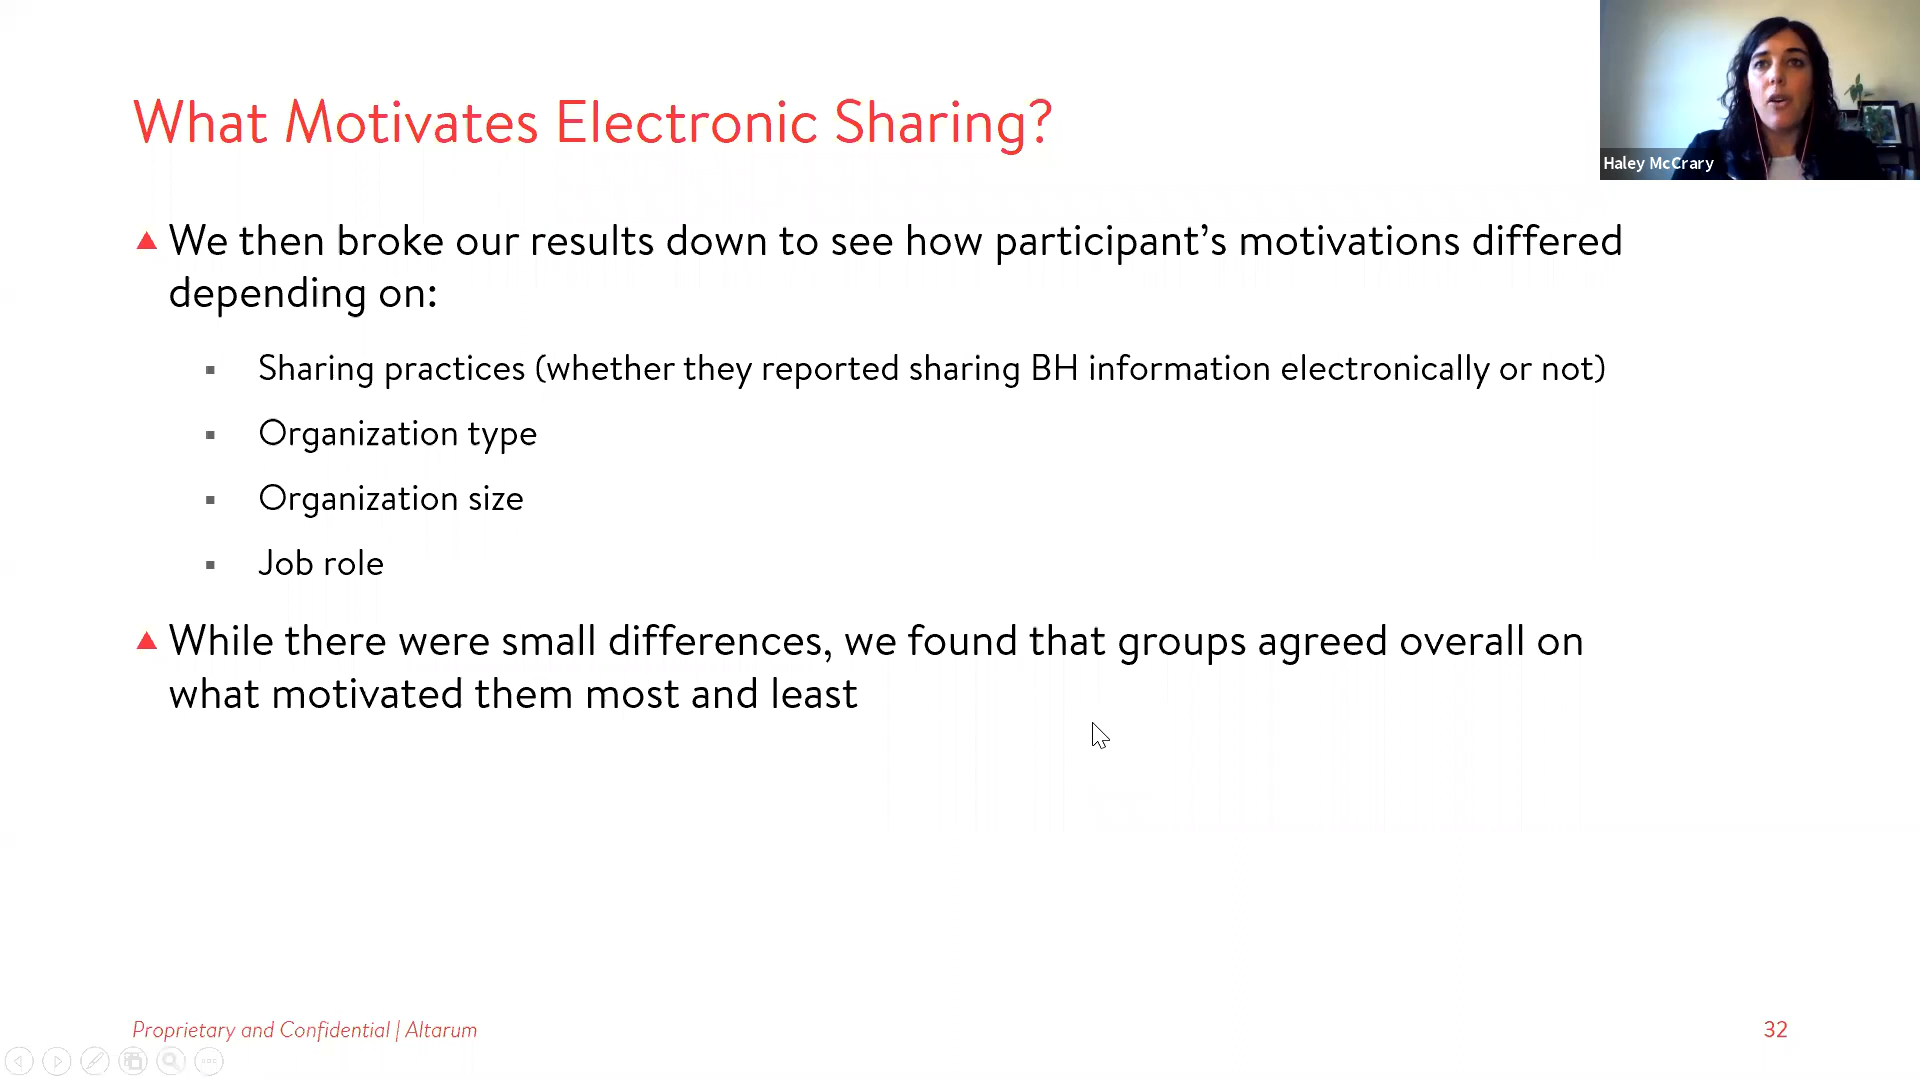 What Motivates Electronic Sharing?
Haley McCrary
We then broke our results down to see how participant’s motivations differed
depending on:
Sharing practices (whether they reported sharing BH information electronically or not)
Organization type
Organization size
Job role
While there were small differences, we found that groups agreed overall on
what motivated them most and least
Proprietary and Confidential | Altarum
32